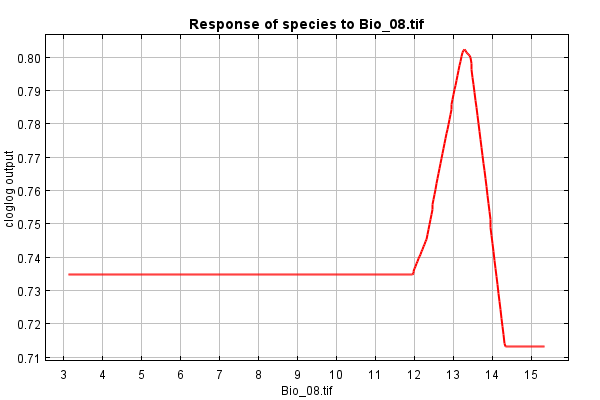 Response of species to Bio_08.tif
cloglog output
0.80
0.79
0.78
0.77
0.76
0.75
0.74
0.73
0.72
0.71
3 4 5 6 7 8 9 10 11 12 13 14 15
Bio_08.tif